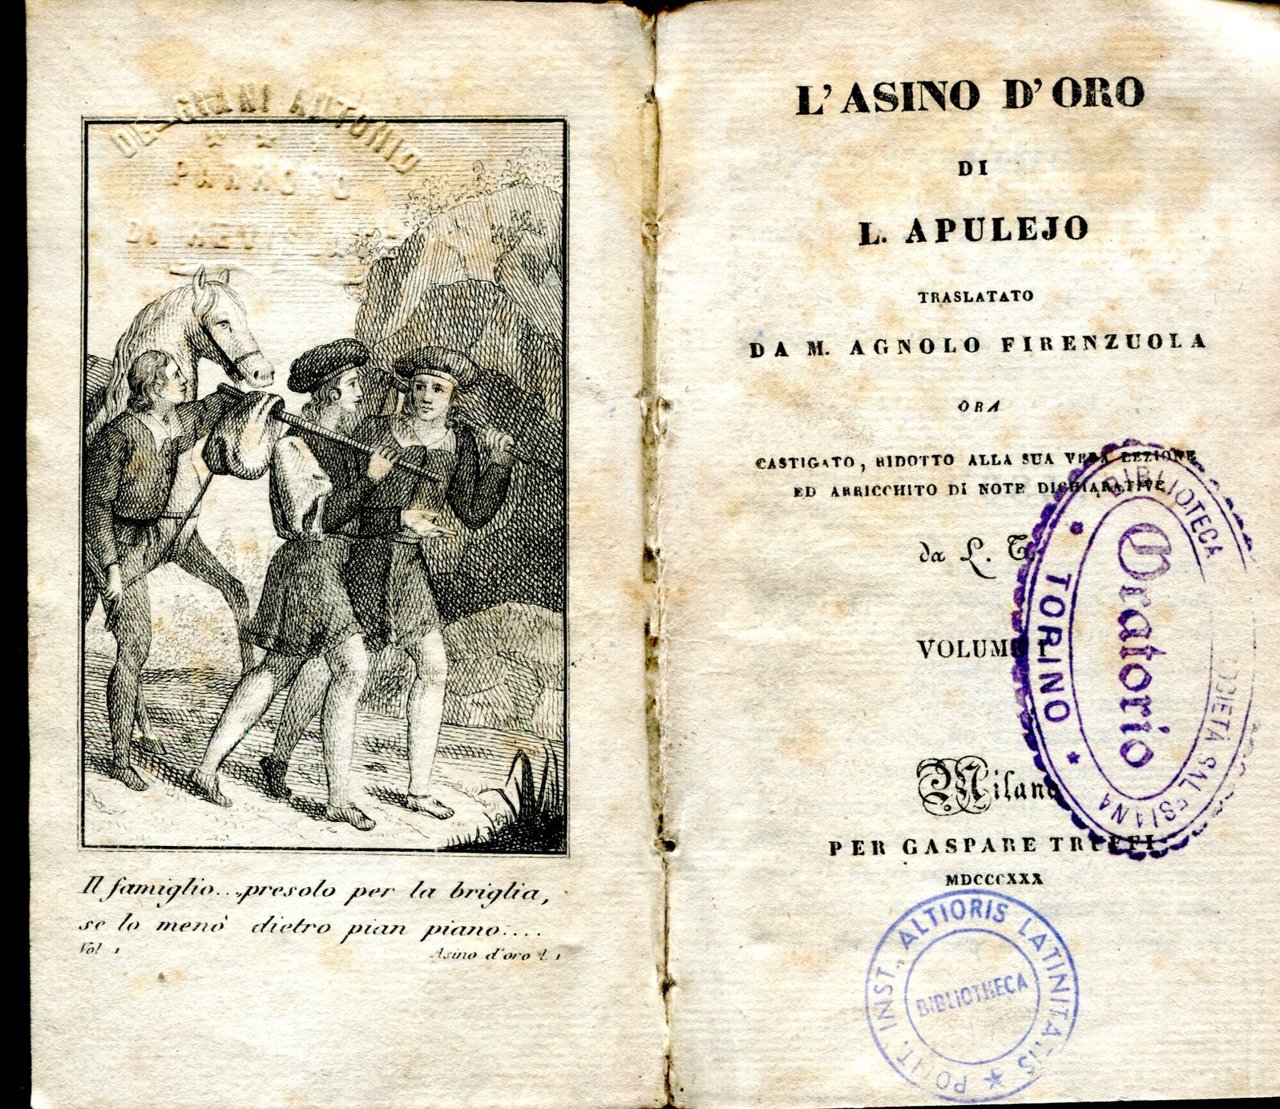 ANTONIO
Il famiglio...presolo per la briglia,
se lo menò dietro pian piano....
Vol 1
Asino d'oro l. 1
L'ASINO D'ORO
DI
L. APULEJO
TRASLATATO
DA M. AGNOLO FIRENZUOLA
ORA
CASTIGATO, RIDOTTO ALLA SUA VERA LEZIONE
ED ARRICCHITO DI NOTE DICHIARATIVE
da L. T.
VOLUME I
Milano
PER GASPARE TRUFFI
MDCCCXXX
BIBLIOTECA
Oratorio
TORINO
SOCIETÀ SALESIANA
PONT. INST. ALTIORIS LATINITATIS
BIBLIOTHECA